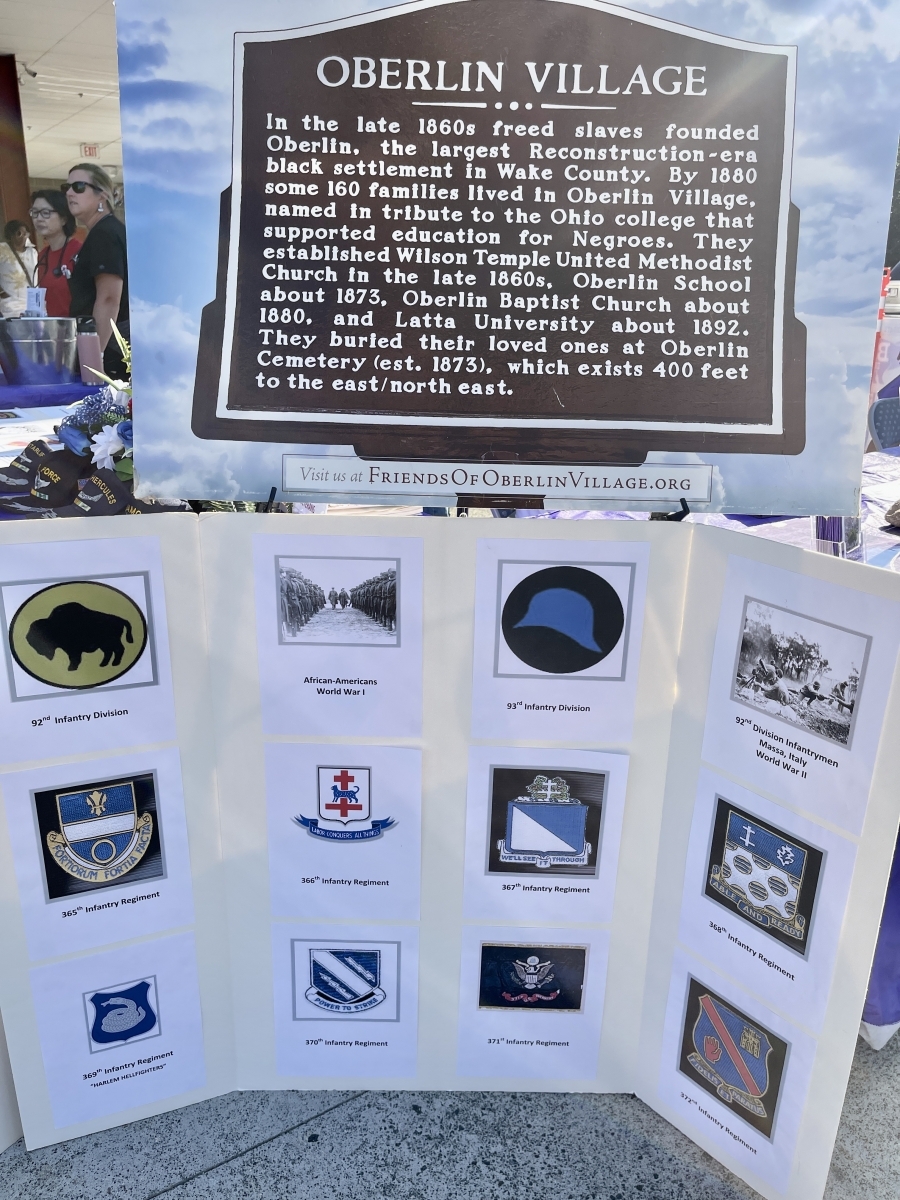 EXIT
OBERLIN VILLAGE
In the late 1860s freed slaves founded
Oberlin, the largest Reconstruction-era
black settlement in Wake County. By 1880
some 160 families lived in Oberlin Village,
named in tribute to the Ohio college that
supported education for Negroes. They
established Wilson Temple United Methodist
Church in the late 1860s, Oberlin School
about 1873, Oberlin Baptist Church about
1880, and Latta University about 1892.
They buried their loved ones at Oberlin
Cemetery (est. 1873), which exists 400 feet
to the east/north east.
Visit us at FRIENDSOFOBERLINVILLAGE.ORG
FORCE
HERCULES
92nd Infantry Division
African-Americans
World War I
93rd Infantry Division
92nd Division Infantrymen
Massa, Italy
World War II
FORTIORUM FORTIA FACTA
365th Infantry Regiment
LABOR CONQUERS ALL THINGS
366th Infantry Regiment
WE'LL SEE IT THROUGH
367th Infantry Regiment
ABLE AND READY
368th Infantry Regiment
369th Infantry Regiment
"HARLEM HELLFIGHTERS"
POWER TO STRIKE
370th Infantry Regiment
371st Infantry Regiment
372nd Infantry Regiment